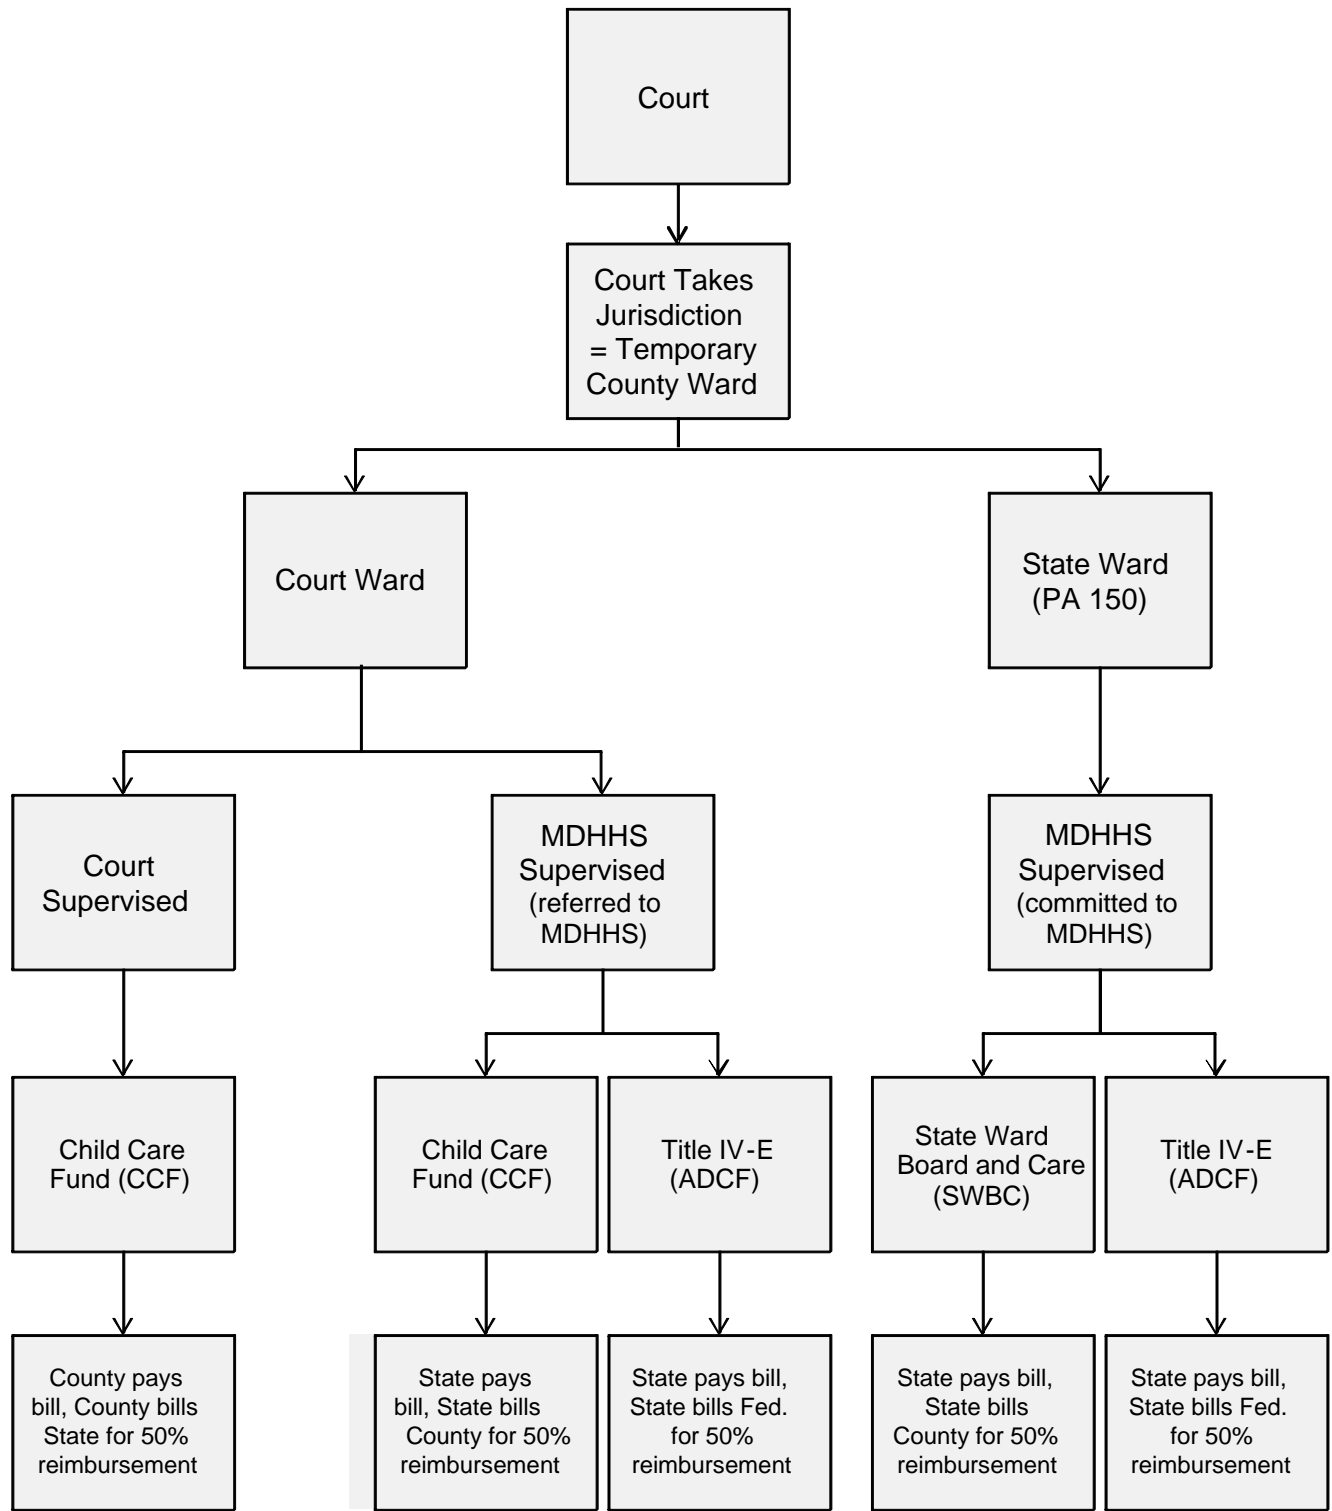 Court
Court Takes
Jurisdiction
= Temporary
County Ward
Court Ward
State Ward
(PA 150)
Court
Supervised
MDHHS
Supervised
(referred to
MDHHS)
MDHHS
Supervised
(committed to
MDHHS)
Child Care
Fund (CCF)
Child Care
Fund (CCF)
Title IV-E
(ADCF)
State Ward
Board and Care
(SWBC)
Title IV-E
(ADCF)
County pays
bill, County bills
State for 50%
reimbursement
State pays
bill, State bills
County for 50%
reimbursement
State pays bill,
State bills Fed.
for 50%
reimbursement
State pays bill,
State bills
County for 50%
reimbursement
State pays bill,
State bills Fed.
for 50%
reimbursement